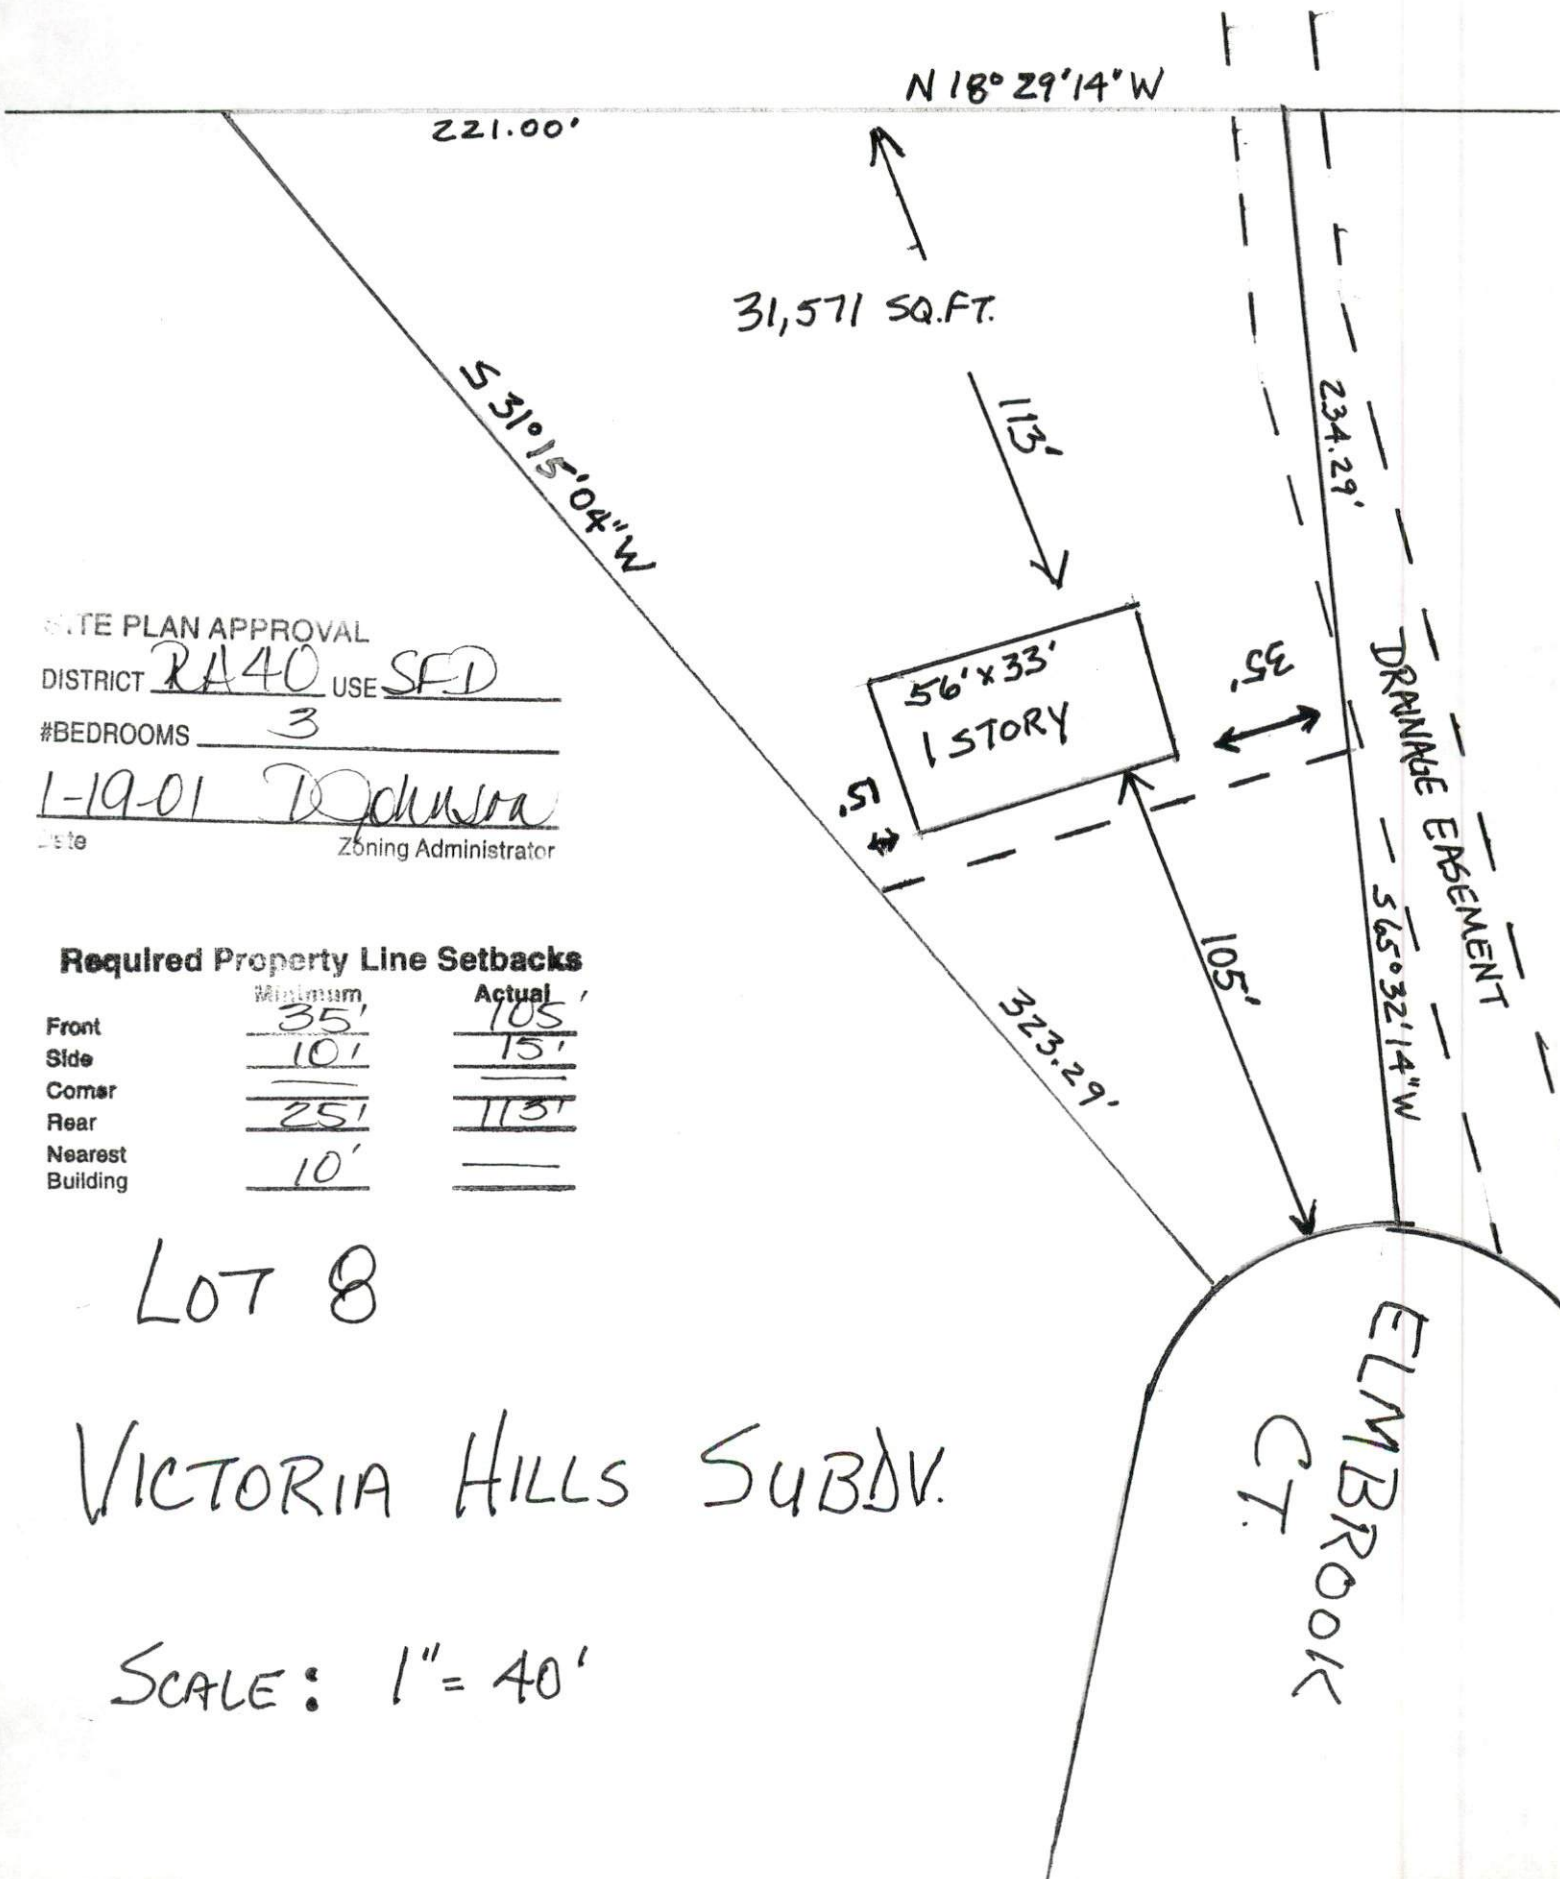 N 18° 29' 14" W
221.00'
31,571 SQ.FT.
S 31° 15' 04" W
113'
234.29'
SITE PLAN APPROVAL
DISTRICT RA40 USE SFD
#BEDROOMS 3
1-19-01 D Johnson
Date Zoning Administrator
56' x 33'
1 STORY
35'
15'
DRAINAGE EASEMENT
S 65° 32' 14" W
105'
323.29'
Required Property Line Setbacks
Minimum Actual
Front 35' 105'
Side 10' 15'
Corner — —
Rear 25' 113'
Nearest
Building 10' —
LOT 8
VICTORIA HILLS SUBDV.
SCALE: 1" = 40'
ELMBROOK
CT.